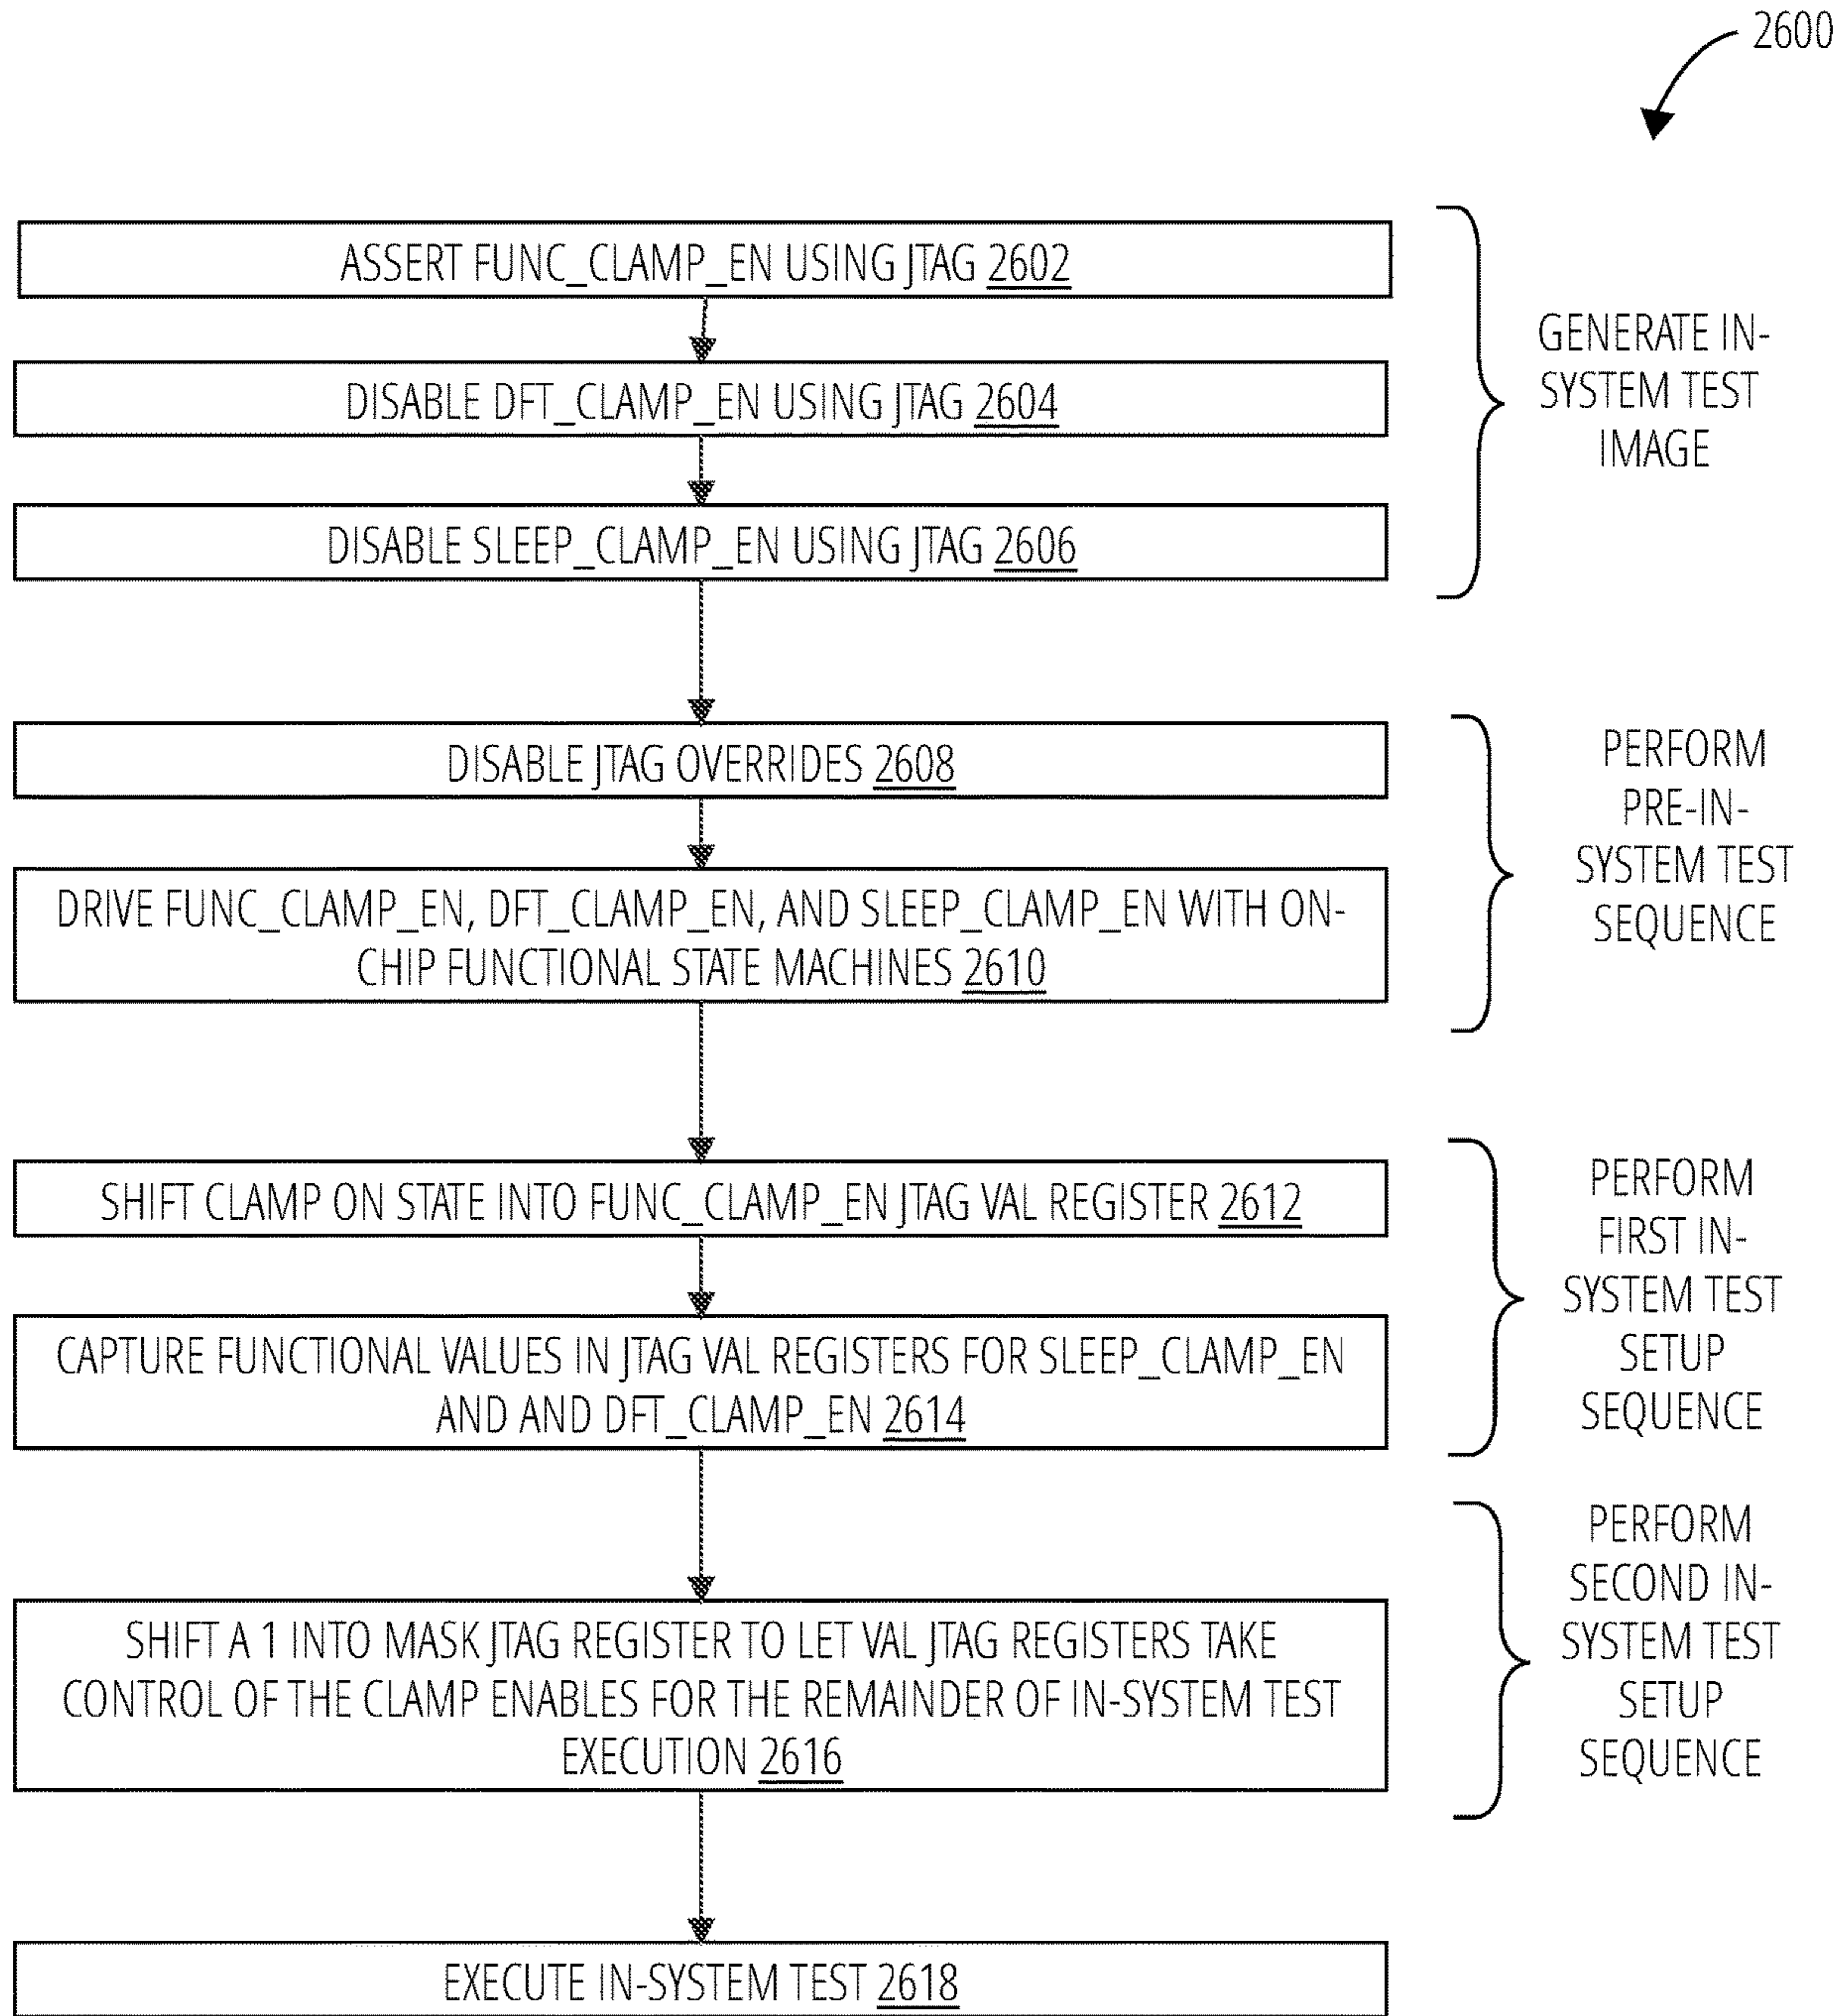 2600
ASSERT FUNC_CLAMP_EN USING JTAG 2602
DISABLE DFT_CLAMP_EN USING JTAG 2604
DISABLE SLEEP_CLAMP_EN USING JTAG 2606
GENERATE IN-
SYSTEM TEST
IMAGE
DISABLE JTAG OVERRIDES 2608
DRIVE FUNC_CLAMP_EN, DFT_CLAMP_EN, AND SLEEP_CLAMP_EN WITH ON-
CHIP FUNCTIONAL STATE MACHINES 2610
PERFORM
PRE-IN-
SYSTEM TEST
SEQUENCE
SHIFT CLAMP ON STATE INTO FUNC_CLAMP_EN JTAG VAL REGISTER 2612
CAPTURE FUNCTIONAL VALUES IN JTAG VAL REGISTERS FOR SLEEP_CLAMP_EN
AND AND DFT_CLAMP_EN 2614
PERFORM
FIRST IN-
SYSTEM TEST
SETUP
SEQUENCE
SHIFT A 1 INTO MASK JTAG REGISTER TO LET VAL JTAG REGISTERS TAKE
CONTROL OF THE CLAMP ENABLES FOR THE REMAINDER OF IN-SYSTEM TEST
EXECUTION 2616
PERFORM
SECOND IN-
SYSTEM TEST
SETUP
SEQUENCE
EXECUTE IN-SYSTEM TEST 2618